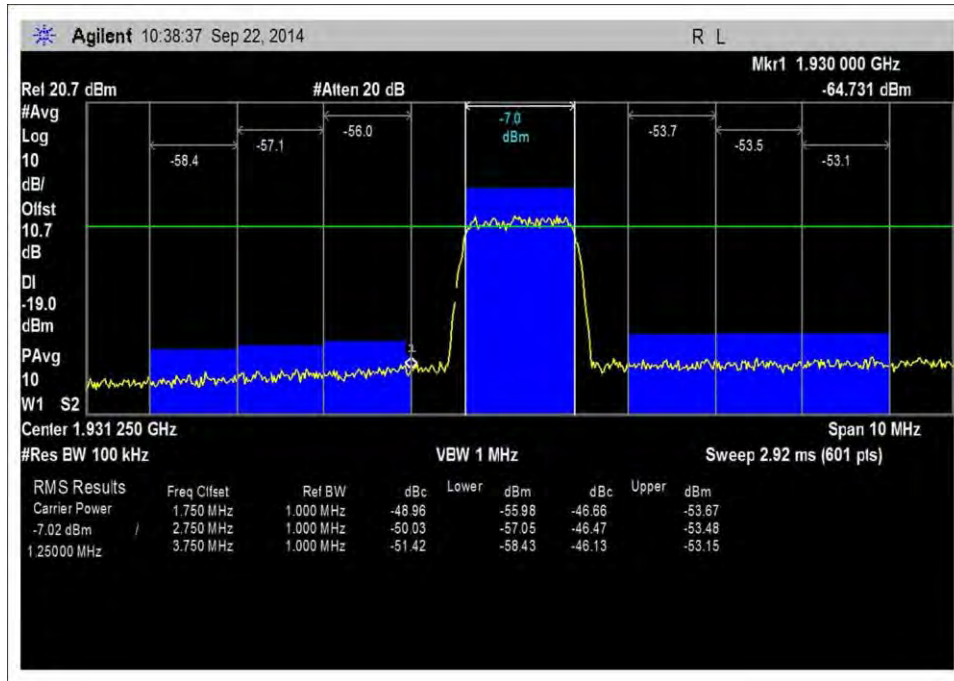 Agilent 10:38:37 Sep 22, 2014 R L
Mkr1 1.930 000 GHz
Rel 20.7 dBm #Atten 20 dB -64.731 dBm
#Avg
Log
10
dB/
Offst
10.7
dB
DI
-19.0
dBm
PAvg
10
W1 S2
-58.4 -57.1 -56.0 -7.0 dBm -53.7 -53.5 -53.1
1
Center 1.931 250 GHz Span 10 MHz
#Res BW 100 kHz VBW 1 MHz Sweep 2.92 ms (601 pts)
RMS Results Freq Offset Ref BW dBc Lower dBm dBc Upper dBm
Carrier Power 1.750 MHz 1.000 MHz -48.96 -55.98 -46.66 -53.67
-7.02 dBm / 2.750 MHz 1.000 MHz -50.03 -57.05 -46.47 -53.48
1.25000 MHz 3.750 MHz 1.000 MHz -51.42 -58.43 -46.13 -53.15